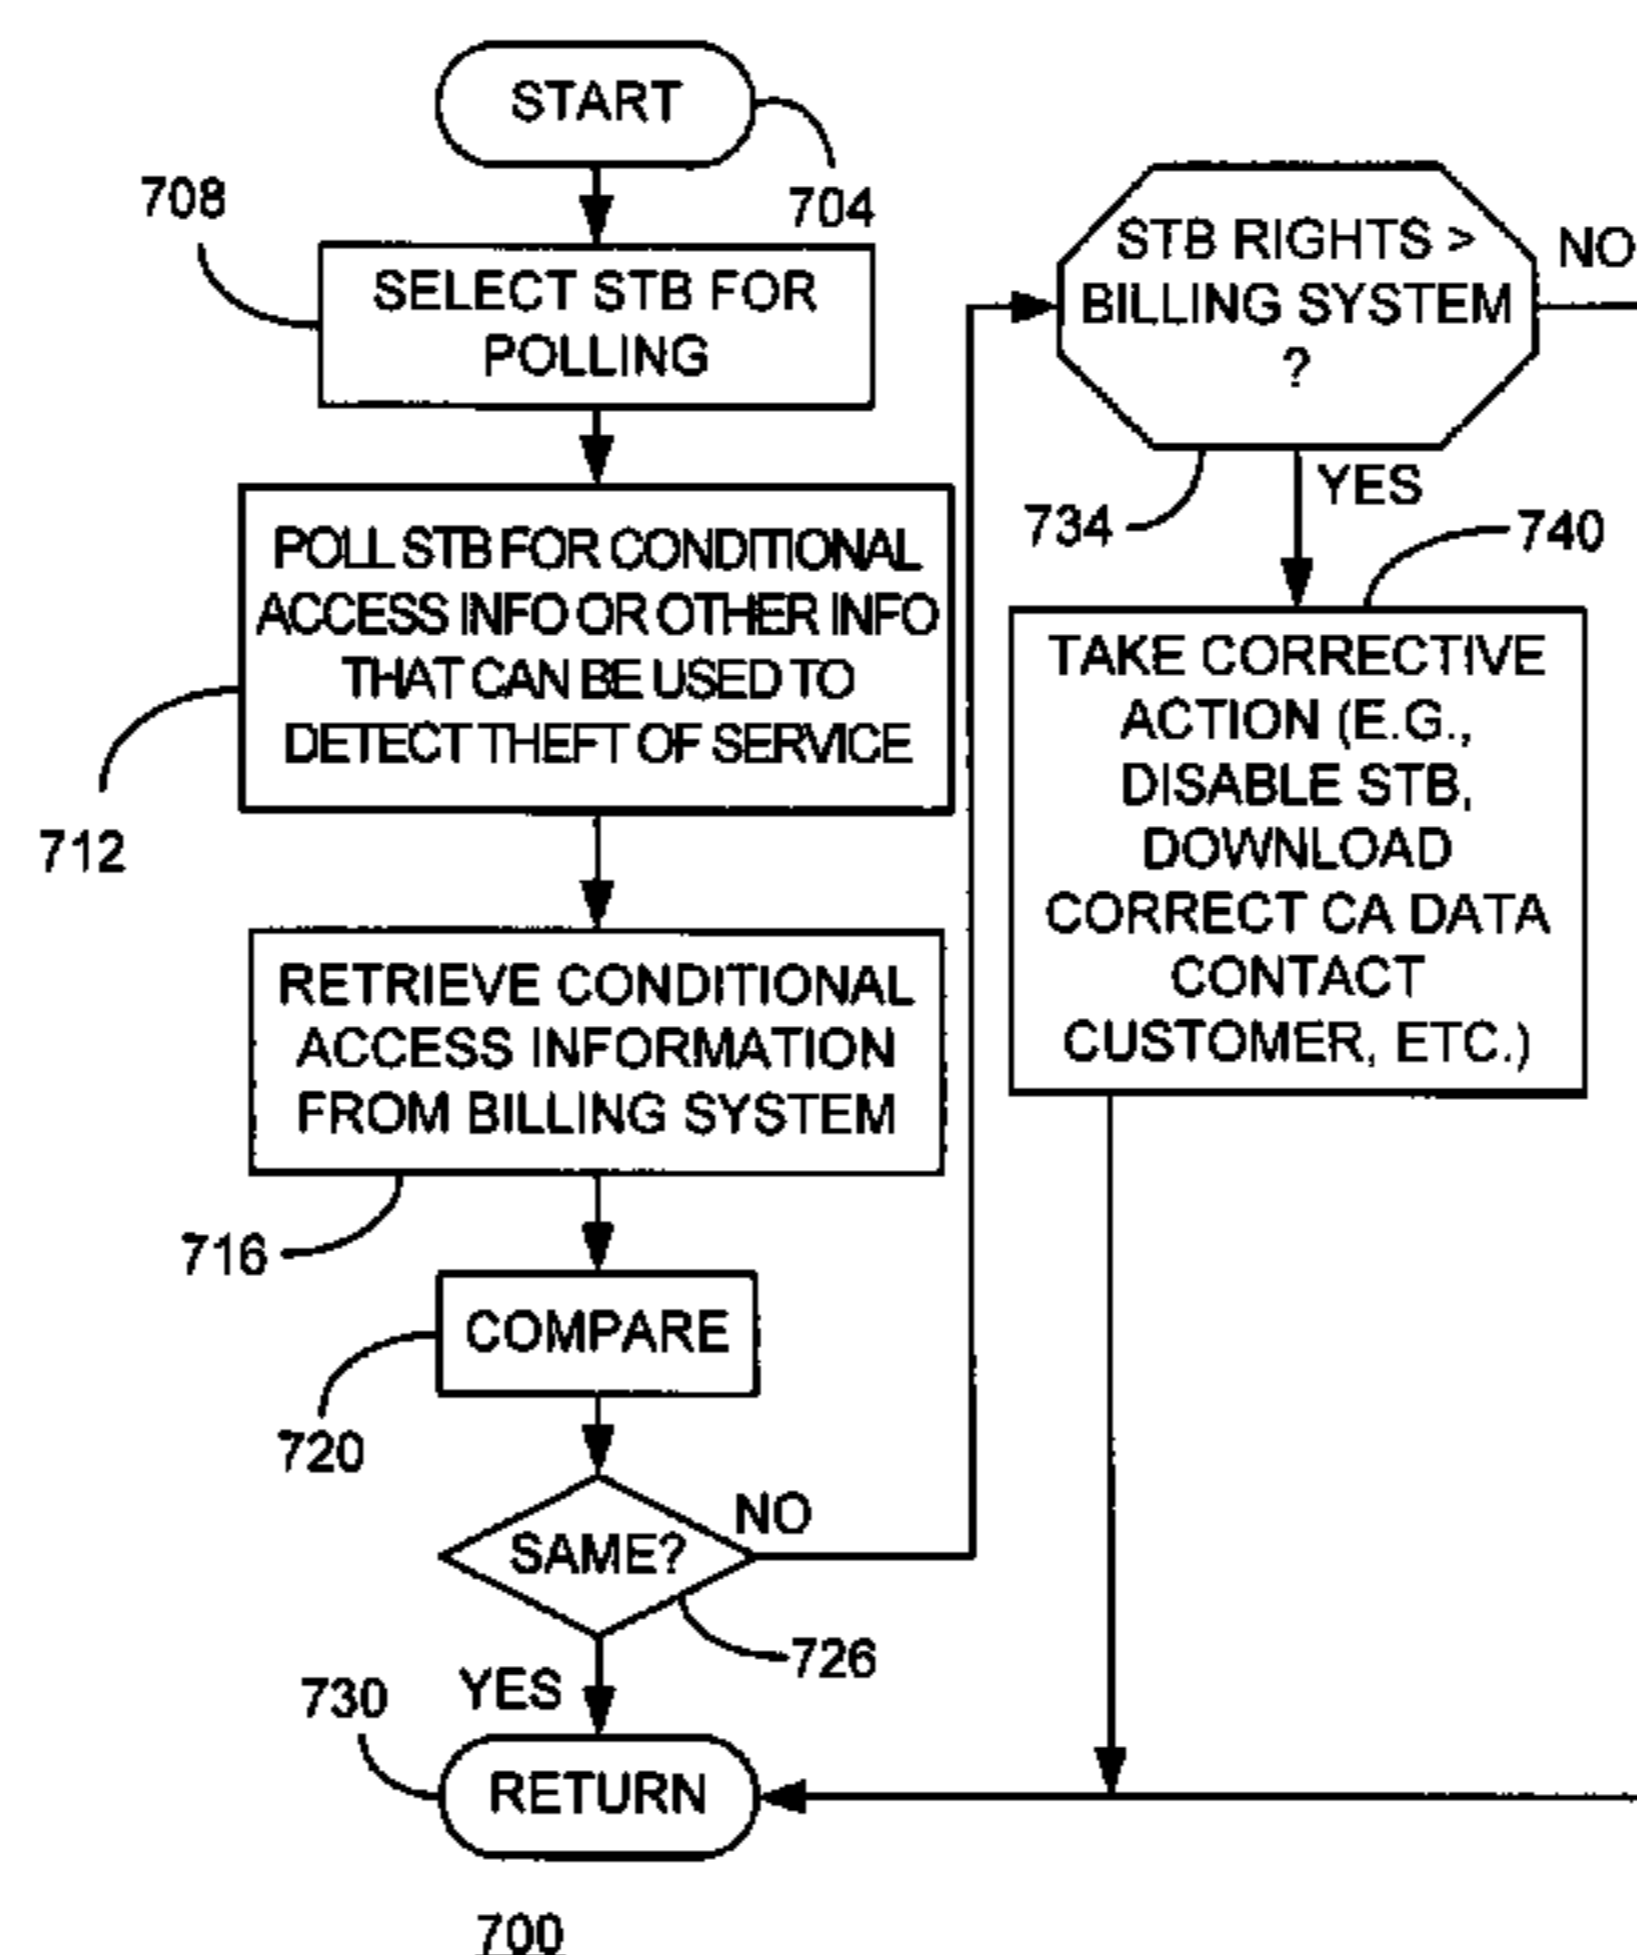 START
704
708
SELECT STB FOR
POLLING
POLL STB FOR CONDITIONAL
ACCESS INFO OR OTHER INFO
THAT CAN BE USED TO
DETECT THEFT OF SERVICE
712
RETRIEVE CONDITIONAL
ACCESS INFORMATION
FROM BILLING SYSTEM
716
COMPARE
720
SAME?
NO
726
YES
730
RETURN
STB RIGHTS >
BILLING SYSTEM
?
NO
YES
734
740
TAKE CORRECTIVE
ACTION (E.G.,
DISABLE STB,
DOWNLOAD
CORRECT CA DATA
CONTACT
CUSTOMER, ETC.)
700